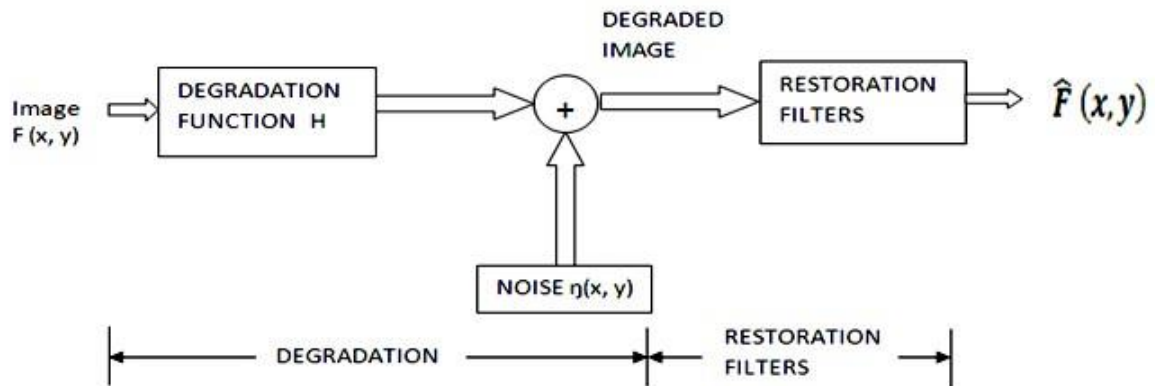 DEGRADED
IMAGE
Image
F (x, y)
DEGRADATION
FUNCTION H
+
RESTORATION
FILTERS
F̂ (x,y)
NOISE ŋ(x, y)
DEGRADATION
RESTORATION
FILTERS